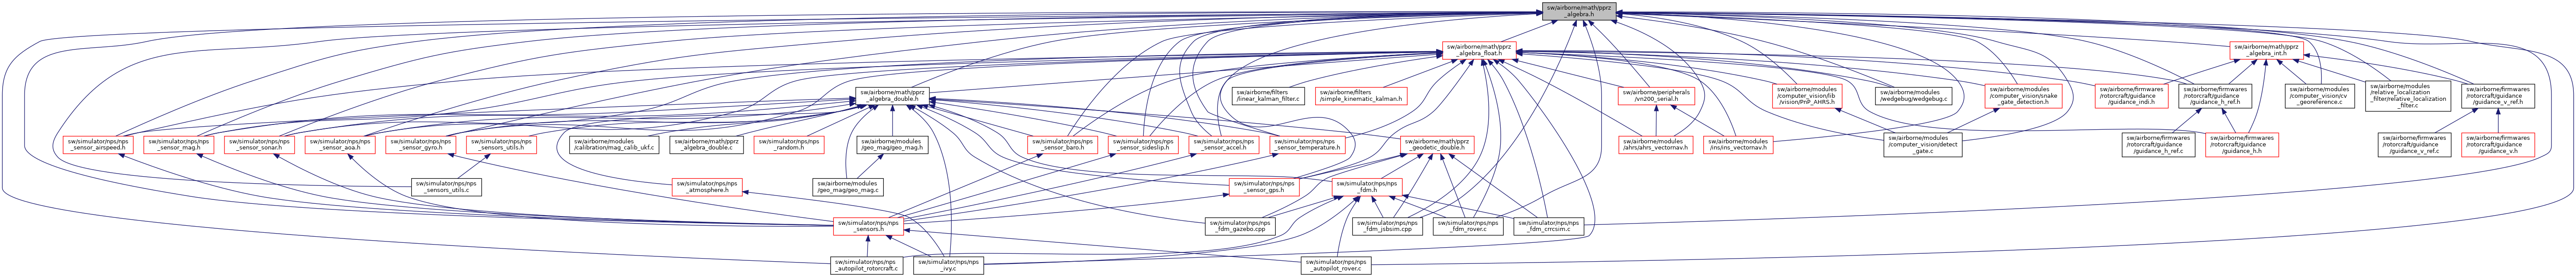 sw/airborne/math/pprz
_algebra.h
sw/airborne/math/pprz
_algebra_float.h
sw/airborne/math/pprz
_algebra_int.h
sw/airborne/math/pprz
_algebra_double.h
sw/airborne/filters
/linear_kalman_filter.c
sw/airborne/filters
/simple_kinematic_kalman.h
sw/airborne/peripherals
/vn200_serial.h
sw/airborne/modules
/computer_vision/lib
/vision/PnP_AHRS.h
sw/airborne/modules
/wedgebug/wedgebug.c
sw/airborne/modules
/computer_vision/snake
_gate_detection.h
sw/airborne/firmwares
/rotorcraft/guidance
/guidance_indi.h
sw/airborne/firmwares
/rotorcraft/guidance
/guidance_h_ref.h
sw/airborne/modules
/computer_vision/cv
_georeference.c
sw/airborne/modules
/relative_localization
_filter/relative_localization
_filter.c
sw/airborne/firmwares
/rotorcraft/guidance
/guidance_v_ref.h
sw/simulator/nps/nps
_sensor_airspeed.h
sw/simulator/nps/nps
_sensor_mag.h
sw/simulator/nps/nps
_sensor_sonar.h
sw/simulator/nps/nps
_sensor_aoa.h
sw/simulator/nps/nps
_sensor_gyro.h
sw/simulator/nps/nps
_sensors_utils.h
sw/airborne/modules
/calibration/mag_calib_ukf.c
sw/airborne/math/pprz
_algebra_double.c
sw/simulator/nps/nps
_random.h
sw/airborne/modules
/geo_mag/geo_mag.h
sw/simulator/nps/nps
_sensor_baro.h
sw/simulator/nps/nps
_sensor_sideslip.h
sw/simulator/nps/nps
_sensor_accel.h
sw/simulator/nps/nps
_sensor_temperature.h
sw/airborne/math/pprz
_geodetic_double.h
sw/airborne/modules
/ahrs/ahrs_vectornav.h
sw/airborne/modules
/ins/ins_vectornav.h
sw/airborne/modules
/computer_vision/detect
_gate.c
sw/airborne/firmwares
/rotorcraft/guidance
/guidance_h_ref.c
sw/airborne/firmwares
/rotorcraft/guidance
/guidance_h.h
sw/airborne/firmwares
/rotorcraft/guidance
/guidance_v_ref.c
sw/airborne/firmwares
/rotorcraft/guidance
/guidance_v.h
sw/simulator/nps/nps
_sensors_utils.c
sw/simulator/nps/nps
_atmosphere.h
sw/airborne/modules
/geo_mag/geo_mag.c
sw/simulator/nps/nps
_sensor_gps.h
sw/simulator/nps/nps
_fdm.h
sw/simulator/nps/nps
_sensors.h
sw/simulator/nps/nps
_fdm_gazebo.cpp
sw/simulator/nps/nps
_fdm_jsbsim.cpp
sw/simulator/nps/nps
_fdm_rover.c
sw/simulator/nps/nps
_fdm_crrcsim.c
sw/simulator/nps/nps
_autopilot_rotorcraft.c
sw/simulator/nps/nps
_ivy.c
sw/simulator/nps/nps
_autopilot_rover.c